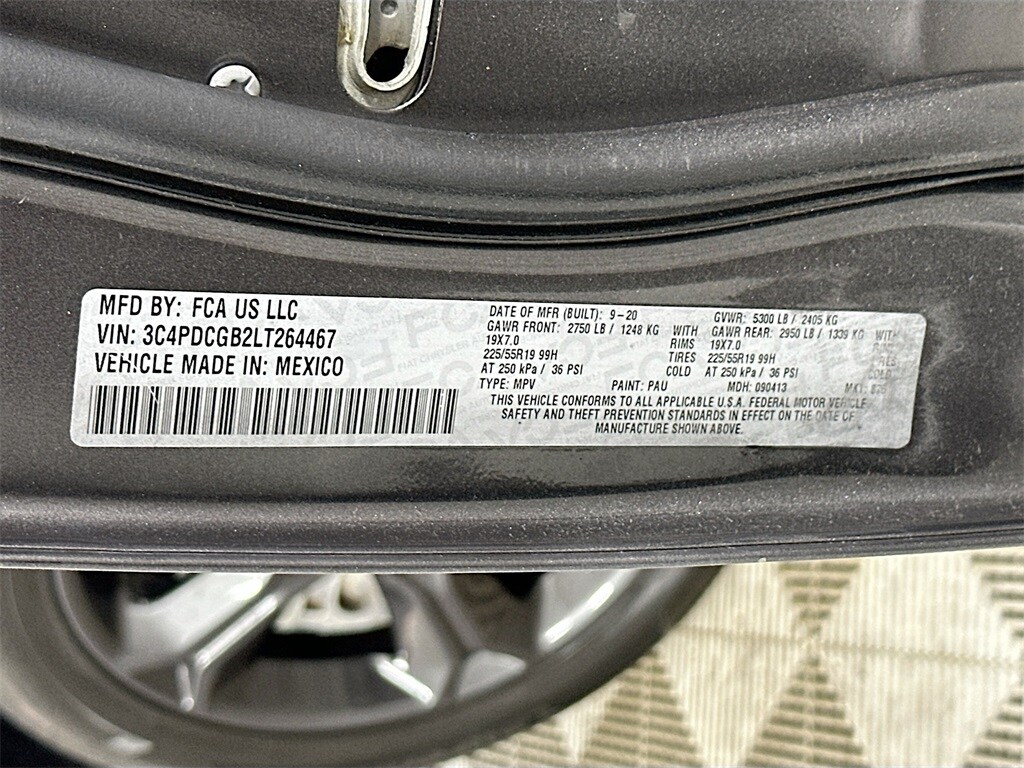 MFD BY: FCA US LLC
VIN: 3C4PDCGB2LT264467
VEHICLE MADE IN: MEXICO
DATE OF MFR (BUILT): 9-20 GVWR: 5300 LB / 2405 KG
GAWR FRONT: 2750 LB / 1248 KG WITH GAWR REAR: 2950 LB / 1339 KG WITH
19X7.0 RIMS 19X7.0
225/55R19 99H TIRES 225/55R19 99H TIRES
AT 250 kPa / 36 PSI COLD AT 250 kPa / 36 PSI COLD
TYPE: MPV PAINT: PAU MDH: 090413 MKT:
THIS VEHICLE CONFORMS TO ALL APPLICABLE U.S.A. FEDERAL MOTOR VEHICLE
SAFETY AND THEFT PREVENTION STANDARDS IN EFFECT ON THE DATE OF
MANUFACTURE SHOWN ABOVE.